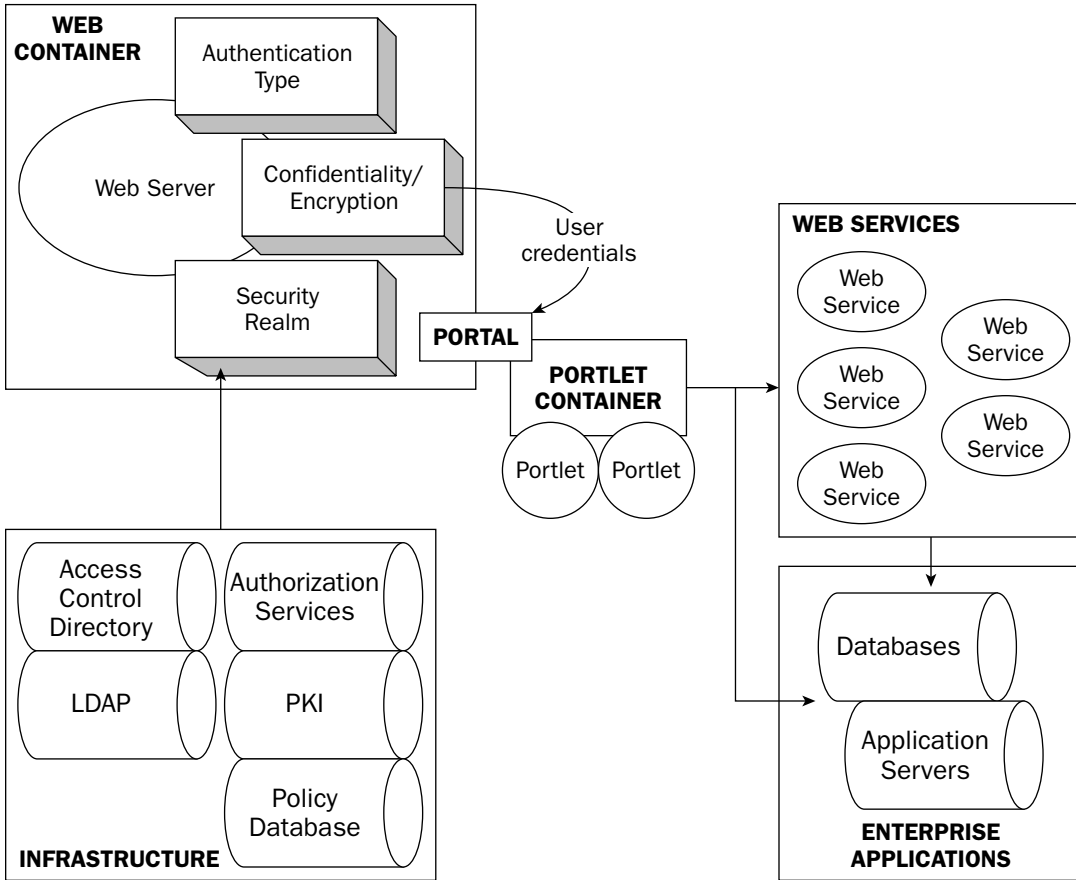 WEB
CONTAINER
Authentication
Type
Web Server
Confidentiality/
Encryption
Security
Realm
User
credentials
PORTAL
PORTLET
CONTAINER
Portlet
Portlet
WEB SERVICES
Web
Service
Web
Service
Web
Service
Web
Service
Web
Service
Access
Control
Directory
Authorization
Services
LDAP
PKI
Policy
Database
INFRASTRUCTURE
Databases
Application
Servers
ENTERPRISE
APPLICATIONS